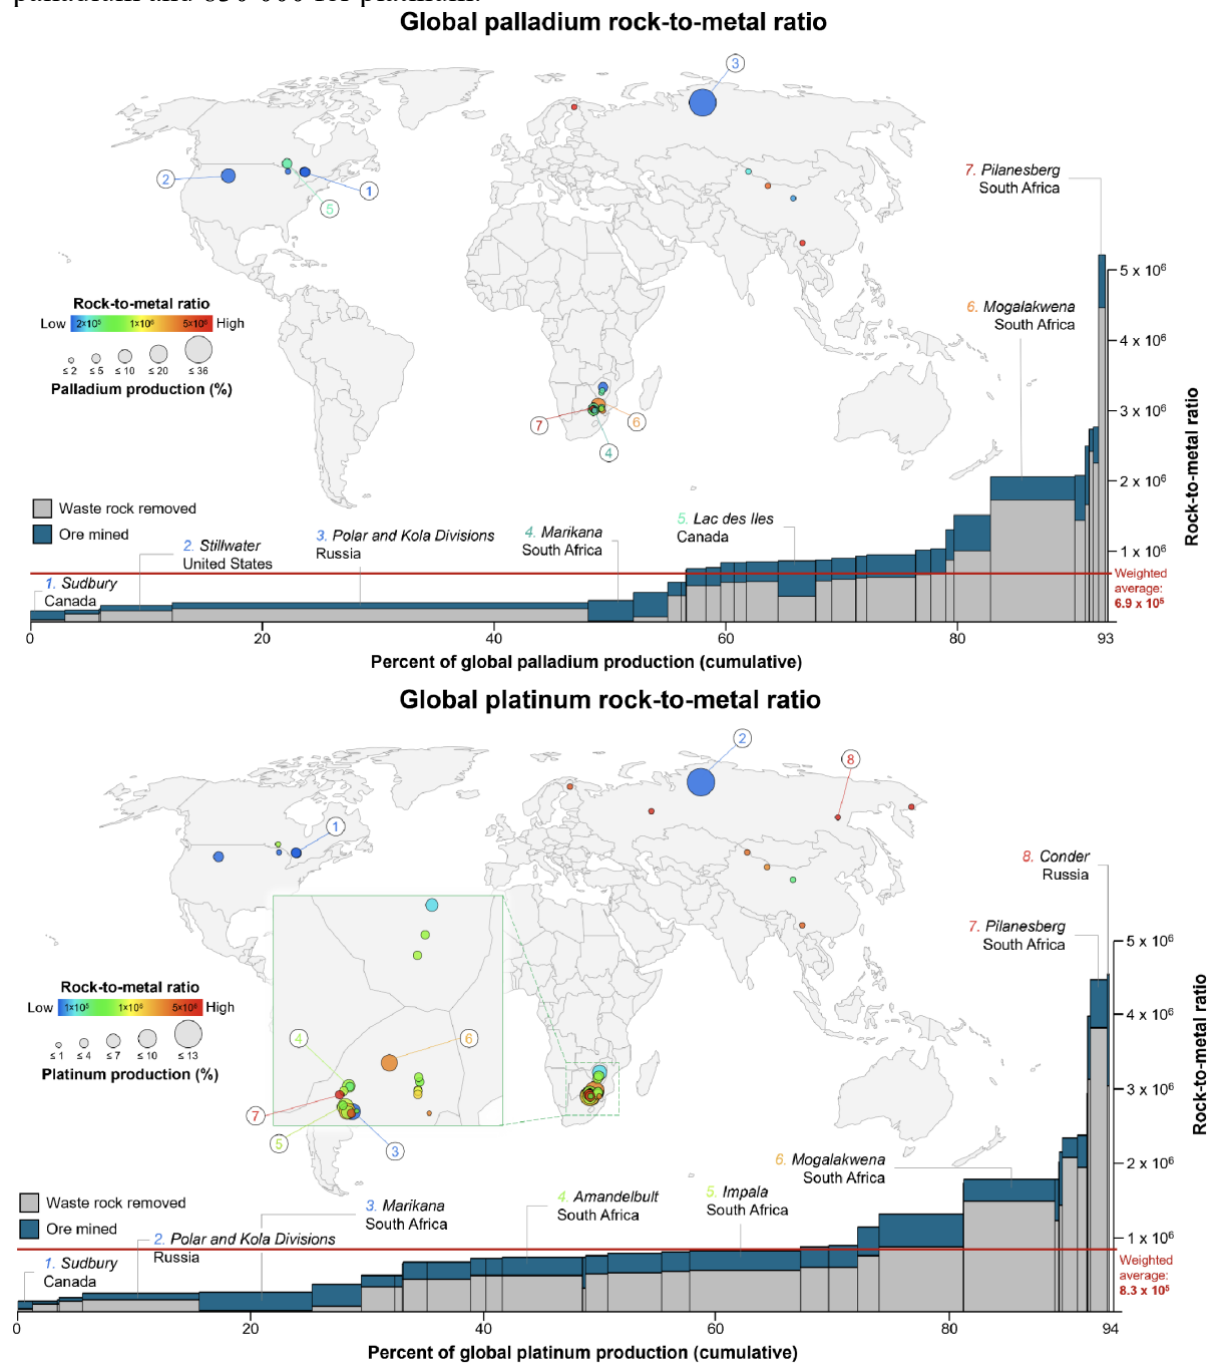 palladium and 830 000 for platinum.
Global palladium rock-to-metal ratio
3
2
1
5
7. Pilanesberg
South Africa
Rock-to-metal ratio
Low 2×10⁵ 1×10⁶ 5×10⁶ High
≤ 2 ≤ 5 ≤ 10 ≤ 20 ≤ 36
Palladium production (%)
6. Mogalakwena
South Africa
5 x 10⁶
4 x 10⁶
3 x 10⁶
2 x 10⁶
1 x 10⁶
Rock-to-metal ratio
7
6
4
Waste rock removed
Ore mined
1. Sudbury
Canada
2. Stillwater
United States
3. Polar and Kola Divisions
Russia
4. Marikana
South Africa
5. Lac des Iles
Canada
Weighted
average:
6.9 x 10⁵
0 20 40 60 80 93
Percent of global palladium production (cumulative)
Global platinum rock-to-metal ratio
2
8
1
8. Conder
Russia
7. Pilanesberg
South Africa
Rock-to-metal ratio
Low 1×10⁵ 1×10⁶ 5×10⁶ High
≤ 1 ≤ 4 ≤ 7 ≤ 10 ≤ 13
Platinum production (%)
4
6
7
5
3
5 x 10⁶
4 x 10⁶
3 x 10⁶
2 x 10⁶
1 x 10⁶
Rock-to-metal ratio
Waste rock removed
Ore mined
1. Sudbury
Canada
2. Polar and Kola Divisions
Russia
3. Marikana
South Africa
4. Amandelbult
South Africa
5. Impala
South Africa
6. Mogalakwena
South Africa
Weighted
average:
8.3 x 10⁵
0 20 40 60 80 94
Percent of global platinum production (cumulative)